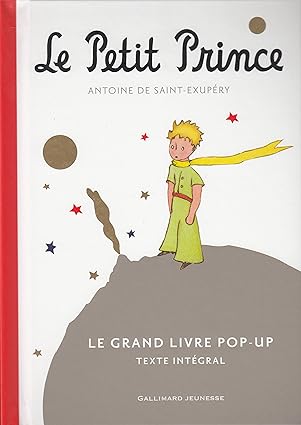 Le Petit Prince
ANTOINE DE SAINT-EXUPÉRY
LE GRAND LIVRE POP-UP
TEXTE INTÉGRAL
GALLIMARD JEUNESSE